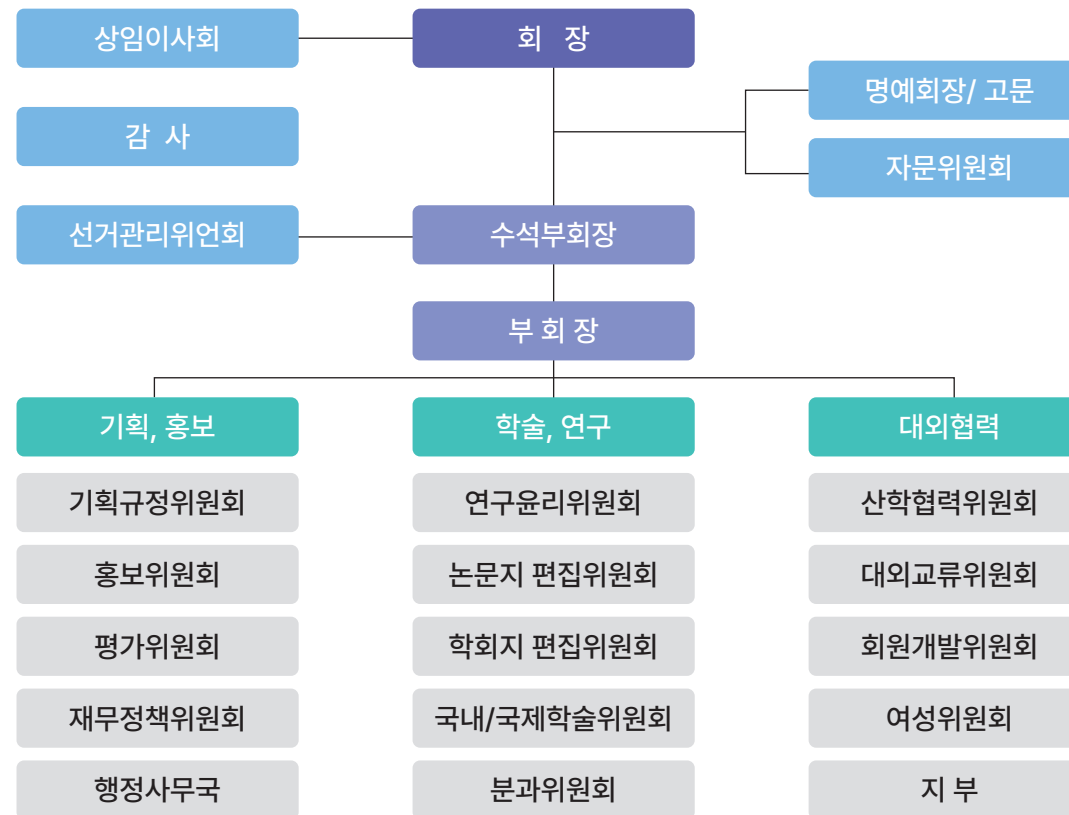 상임이사회
회 장
명예회장/ 고문
감 사
자문위원회
선거관리위언회
수석부회장
부 회 장
기획, 홍보
학술, 연구
대외협력
기획규정위원회
연구윤리위원회
산학협력위원회
홍보위원회
논문지 편집위원회
대외교류위원회
평가위원회
학회지 편집위원회
회원개발위원회
재무정책위원회
국내/국제학술위원회
여성위원회
행정사무국
분과위원회
지 부